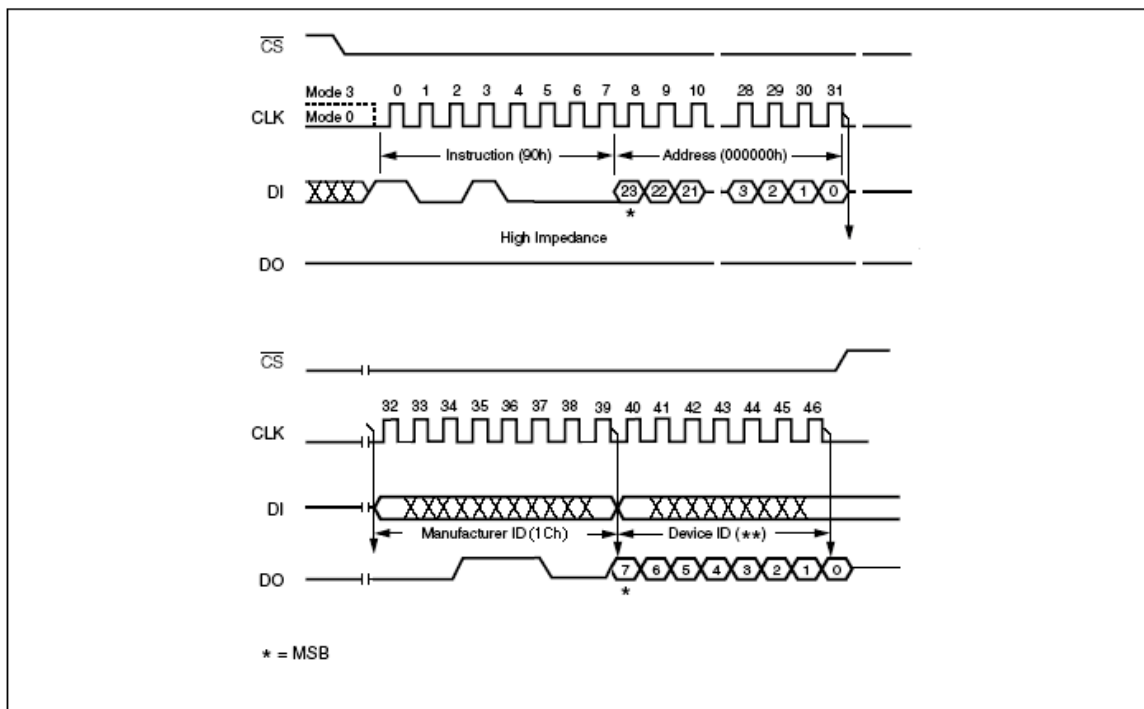 CS
Mode 3
0 1 2 3 4 5 6 7 8 9 10 28 29 30 31
CLK
Mode 0
Instruction (90h) Address (000000h)
DI 23 22 21 3 2 1 0
*
High Impedance
DO
CS
32 33 34 35 36 37 38 39 40 41 42 43 44 45 46
CLK
DI
Manufacturer ID (1Ch) Device ID (**)
DO 7 6 5 4 3 2 1 0
*
* = MSB